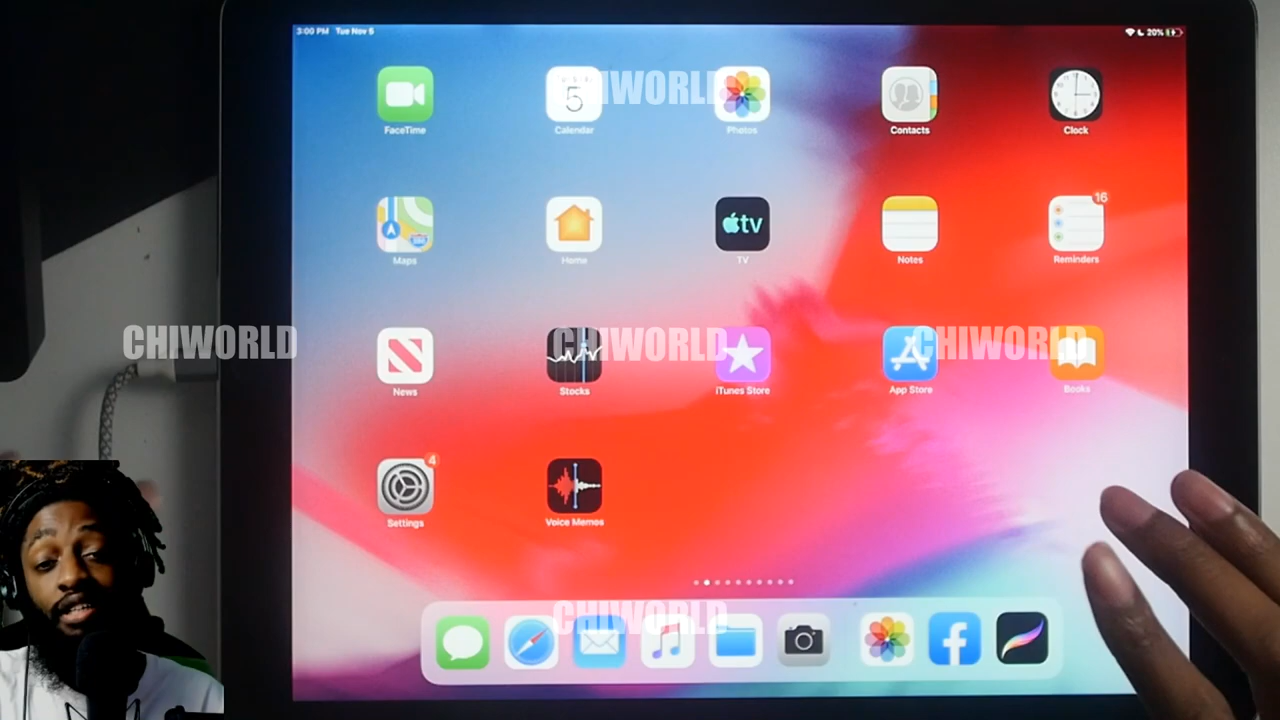 3:00 PM Tue Nov 5
20%
FaceTime
5
Calendar
Photos
Contacts
Clock
Maps
Home
tv
TV
Notes
16
Reminders
News
Stocks
iTunes Store
App Store
Books
4
Settings
Voice Memos
CHIWORLD
CHIWORLD
CHIWORLD
CHIWORLD
CHIWORLD